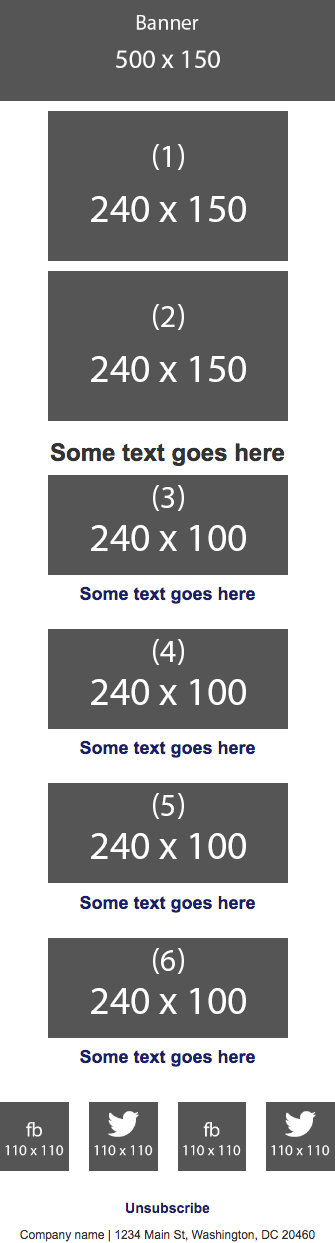 Banner
500 x 150
(1)
240 x 150
(2)
240 x 150
Some text goes here
(3)
240 x 100
Some text goes here
(4)
240 x 100
Some text goes here
(5)
240 x 100
Some text goes here
(6)
240 x 100
Some text goes here
fb
110 x 110
110 x 110
fb
110 x 110
110 x 110
Unsubscribe
Company name | 1234 Main St, Washington, DC 20460